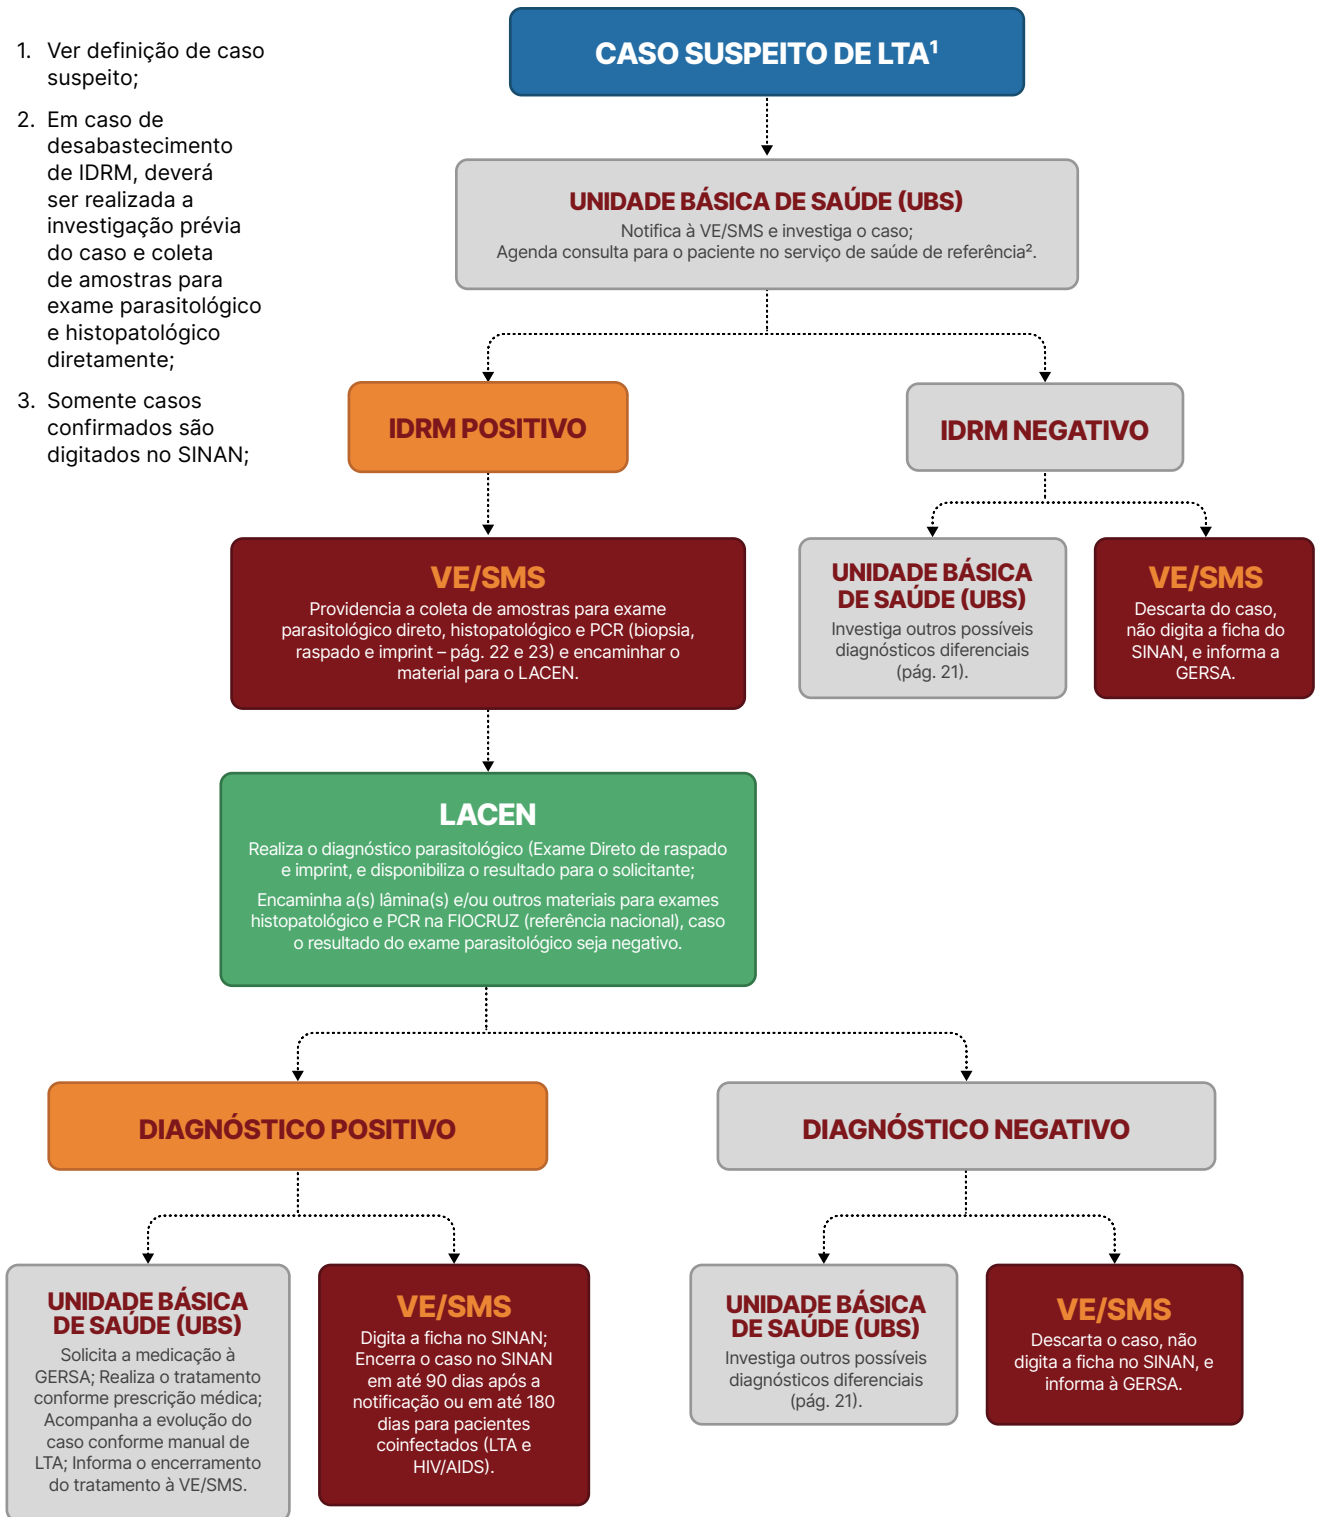 1. Ver definição de caso
suspeito;
2. Em caso de
desabastecimento
de IDRM, deverá
ser realizada a
investigação prévia
do caso e coleta
de amostras para
exame parasitológico
e histopatológico
diretamente;
3. Somente casos
confirmados são
digitados no SINAN;
CASO SUSPEITO DE LTA¹
UNIDADE BÁSICA DE SAÚDE (UBS)
Notifica à VE/SMS e investiga o caso;
Agenda consulta para o paciente no serviço de saúde de referência².
IDRM POSITIVO
IDRM NEGATIVO
VE/SMS
Providencia a coleta de amostras para exame
parasitológico direto, histopatológico e PCR (biopsia,
raspado e imprint – pág. 22 e 23) e encaminhar o
material para o LACEN.
UNIDADE BÁSICA
DE SAÚDE (UBS)
Investiga outros possíveis
diagnósticos diferenciais
(pág. 21).
VE/SMS
Descarta do caso,
não digita a ficha do
SINAN, e informa a
GERSA.
LACEN
Realiza o diagnóstico parasitológico (Exame Direto de raspado
e imprint, e disponibiliza o resultado para o solicitante;
Encaminha a(s) lâmina(s) e/ou outros materiais para exames
histopatológico e PCR na FIOCRUZ (referência nacional), caso
o resultado do exame parasitológico seja negativo.
DIAGNÓSTICO POSITIVO
DIAGNÓSTICO NEGATIVO
UNIDADE BÁSICA
DE SAÚDE (UBS)
Solicita a medicação à
GERSA; Realiza o tratamento
conforme prescrição médica;
Acompanha a evolução do
caso conforme manual de
LTA; Informa o encerramento
do tratamento à VE/SMS.
VE/SMS
Digita a ficha no SINAN;
Encerra o caso no SINAN
em até 90 dias após a
notificação ou em até 180
dias para pacientes
coinfectados (LTA e
HIV/AIDS).
UNIDADE BÁSICA
DE SAÚDE (UBS)
Investiga outros possíveis
diagnósticos diferenciais
(pág. 21).
VE/SMS
Descarta o caso, não
digita a ficha no SINAN, e
informa à GERSA.